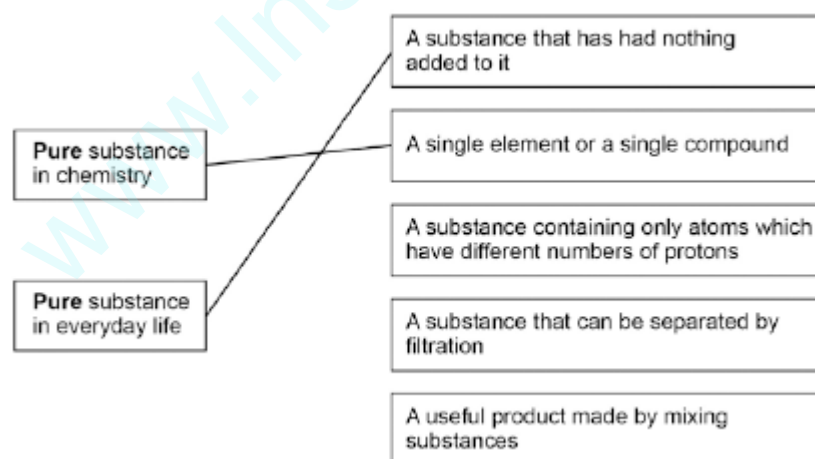 A substance that has had nothing
added to it
Pure substance
in chemistry
A single element or a single compound
A substance containing only atoms which
have different numbers of protons
Pure substance
in everyday life
A substance that can be separated by
filtration
A useful product made by mixing
substances